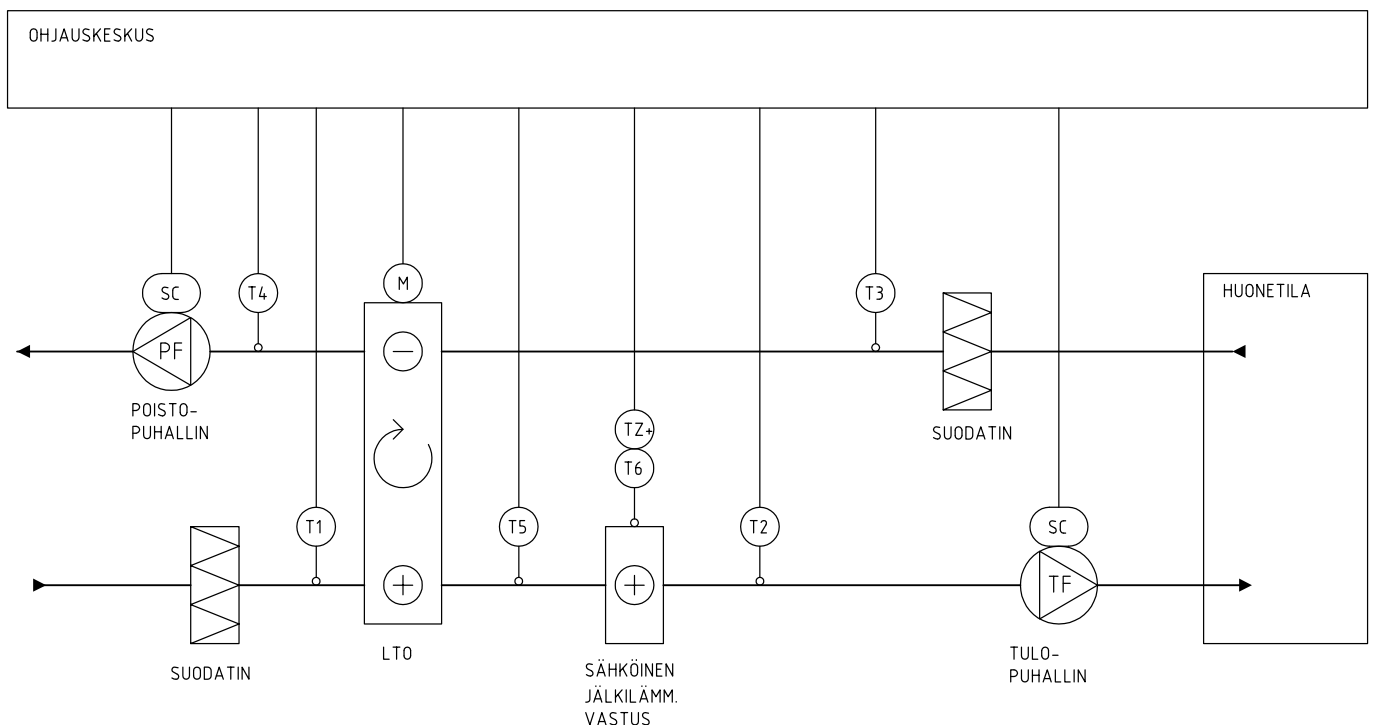 OHJAUSKESKUS
SC
T4
M
T3
HUONETILA
PF
POISTO-
PUHALLIN
TZ+
SUODATIN
T6
T1
T5
T2
SC
TF
LTO
SUODATIN
SÄHKÖINEN
JÄLKILÄMM.
VASTUS
TULO-
PUHALLIN